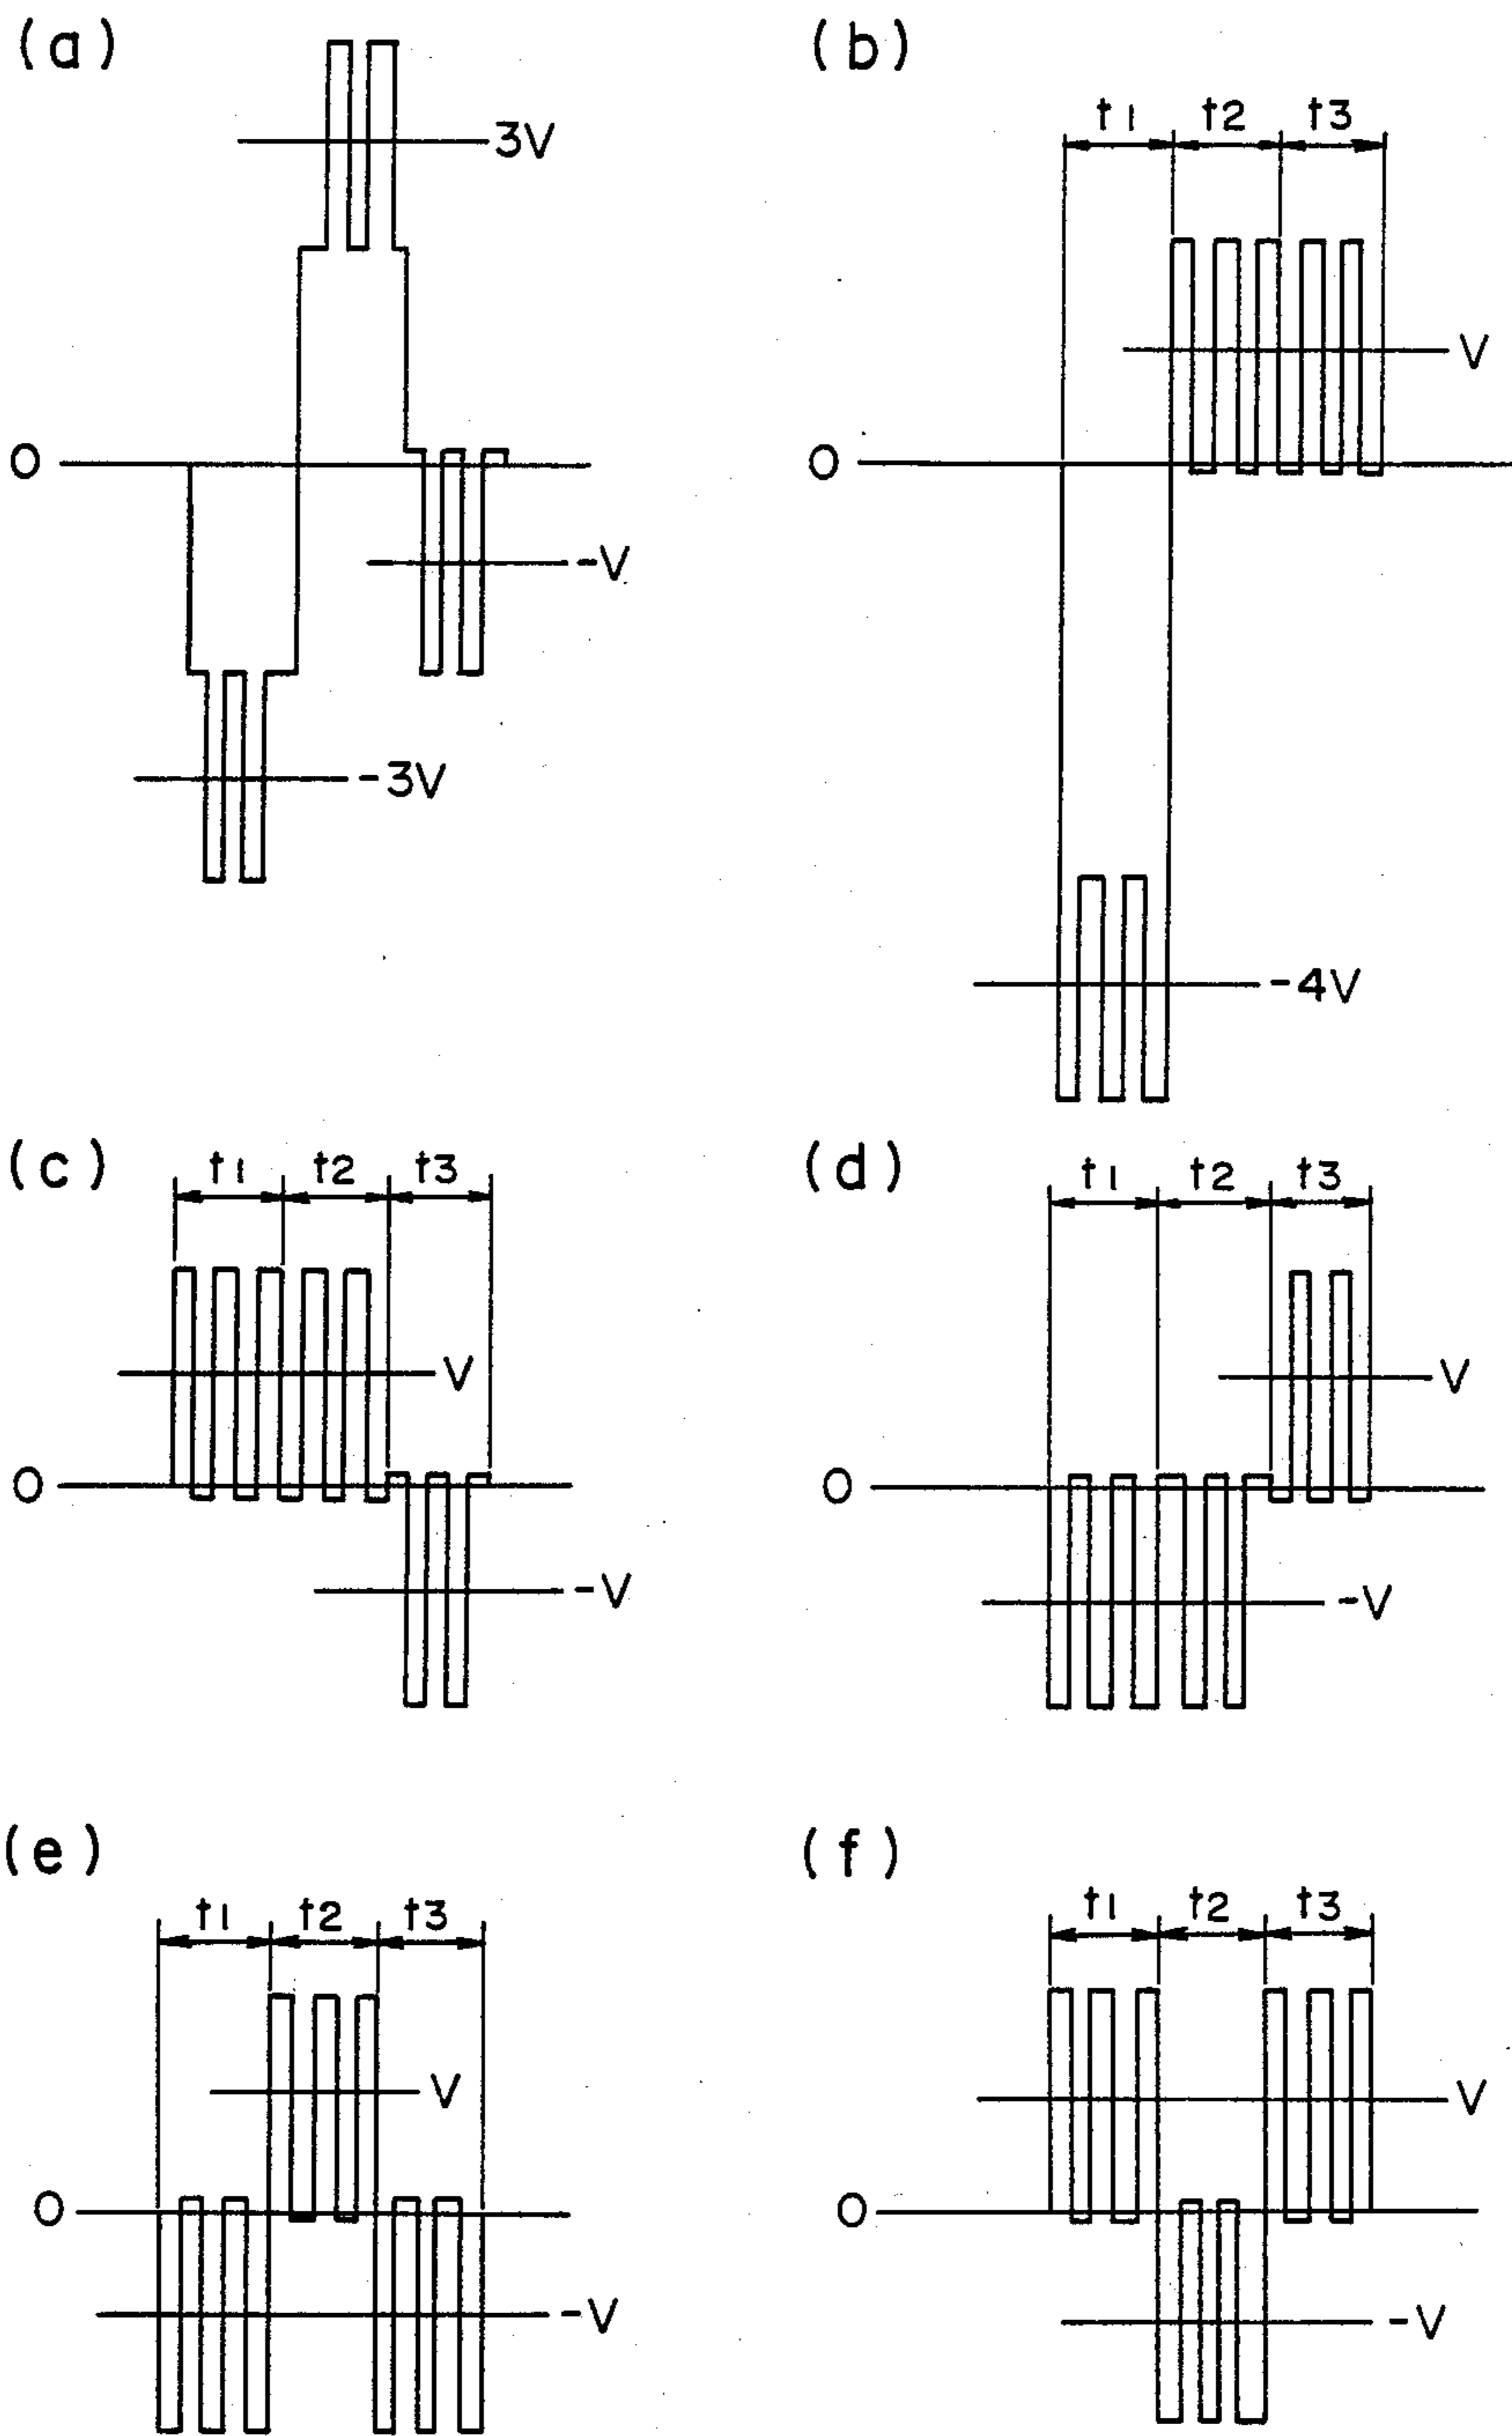 (a)
3V
0
-V
-3V
(b)
t1 t2 t3
V
0
-4V
(c)
t1 t2 t3
V
0
-V
(d)
t1 t2 t3
V
0
-V
(e)
t1 t2 t3
V
0
-V
(f)
t1 t2 t3
V
0
-V